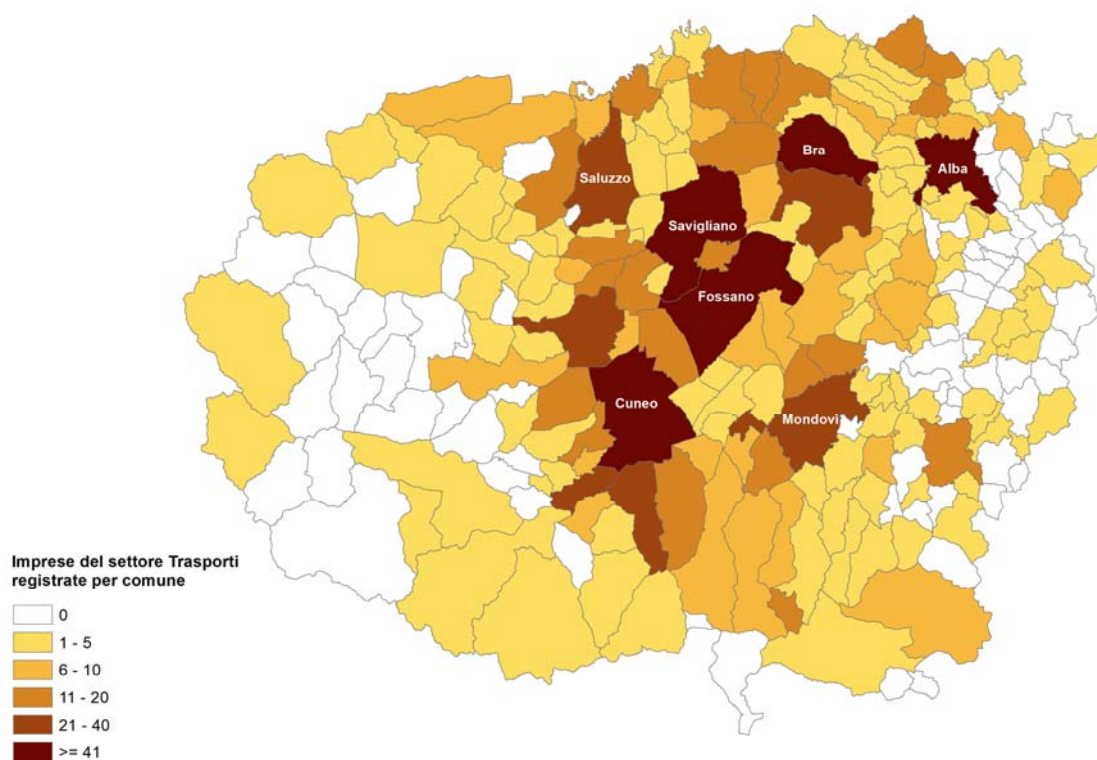 Bra
Alba
Saluzzo
Savigliano
Fossano
Cuneo
Mondovì
Imprese del settore Trasporti
registrate per comune
0
1 - 5
6 - 10
11 - 20
21 - 40
>= 41